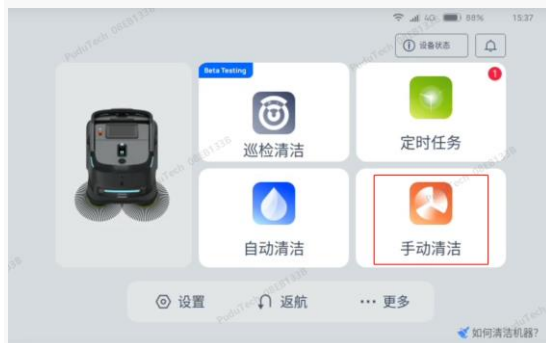 4G 88% 15:37
设备状态
Beta Testing
1
巡检清洁
定时任务
自动清洁
手动清洁
设置
返航
更多
如何清洁机器?